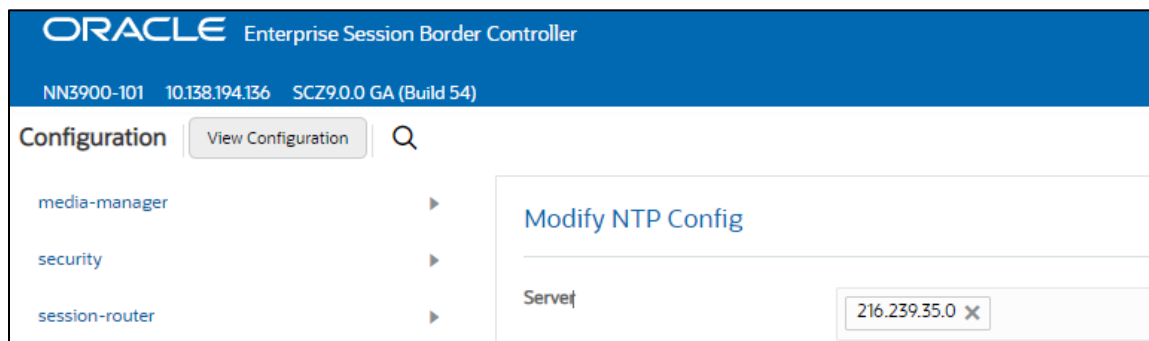 ORACLE Enterprise Session Border Controller
NN3900-101 10.138.194.136 SCZ9.0.0 GA (Build 54)
Configuration View Configuration
media-manager
Modify NTP Config
security
Server 216.239.35.0
session-router